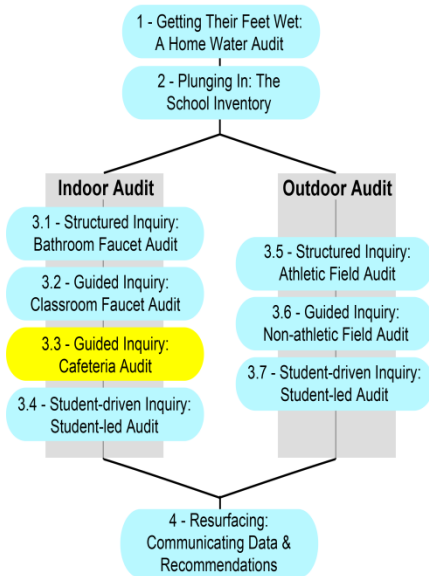 1 - Getting Their Feet Wet:
A Home Water Audit
2 - Plunging In: The
School Inventory
Indoor Audit
3.1 - Structured Inquiry:
Bathroom Faucet Audit
3.2 - Guided Inquiry:
Classroom Faucet Audit
3.3 - Guided Inquiry:
Cafeteria Audit
3.4 - Student-driven Inquiry:
Student-led Audit
Outdoor Audit
3.5 - Structured Inquiry:
Athletic Field Audit
3.6 - Guided Inquiry:
Non-athletic Field Audit
3.7 - Student-driven Inquiry:
Student-led Audit
4 - Resurfacing:
Communicating Data &
Recommendations